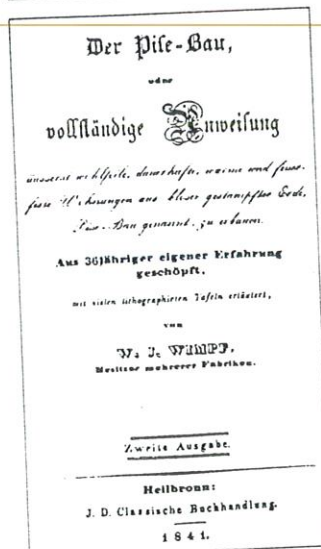 Der Pise-Bau,
oder
vollständige Anweisung
äusserst wohlfeile, dauerhafte, warme und feuer-
feste Wohnungen aus bloser gestampfter Erde,
Pisé-Bau genannt, zu erbauen.
Aus 36jähriger eigener Erfahrung
geschöpft,
mit vielen lithographirten Tafeln erläutert,
von
W. J. WIMPF,
Besitzer mehrerer Fabriken.
Zweite Ausgabe.
Heilbronn:
J. D. Classische Buchhandlung.
1841.